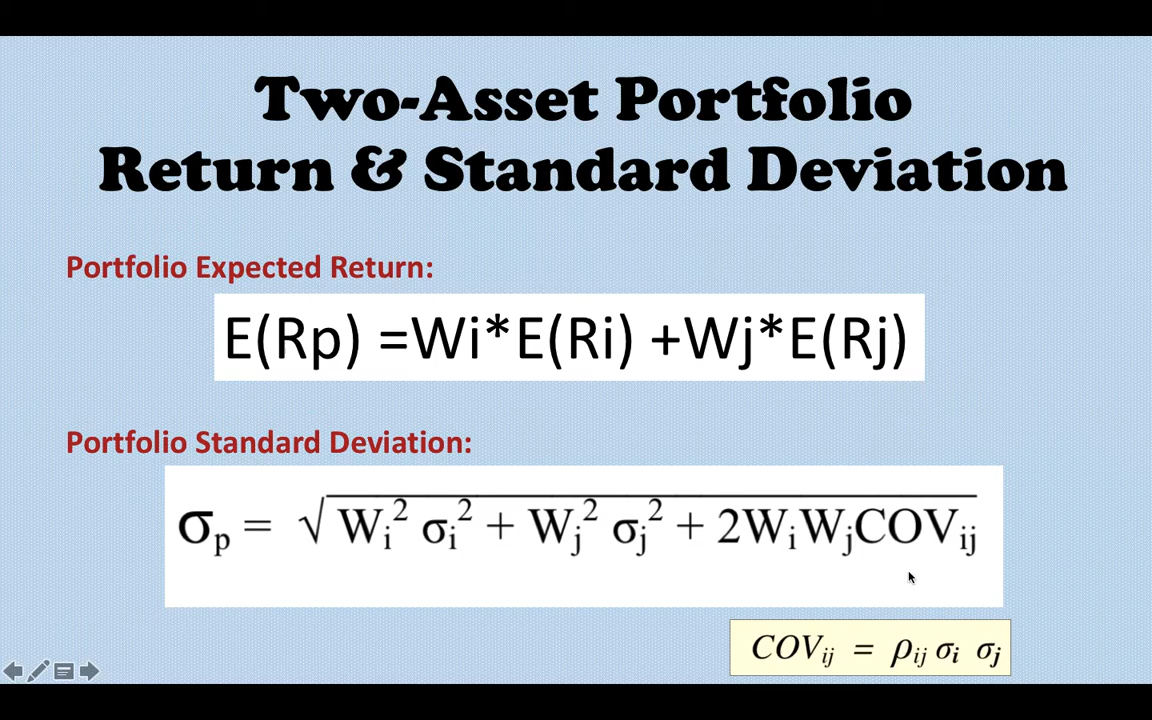 Two-Asset Portfolio
Return & Standard Deviation
Portfolio Expected Return:
E(Rp) =Wi*E(Ri) +Wj*E(Rj)
Portfolio Standard Deviation:
σₚ = √ Wᵢ² σᵢ² + Wⱼ² σⱼ² + 2WᵢWⱼCOVᵢⱼ
COVᵢⱼ = ρᵢⱼ σᵢ σⱼ